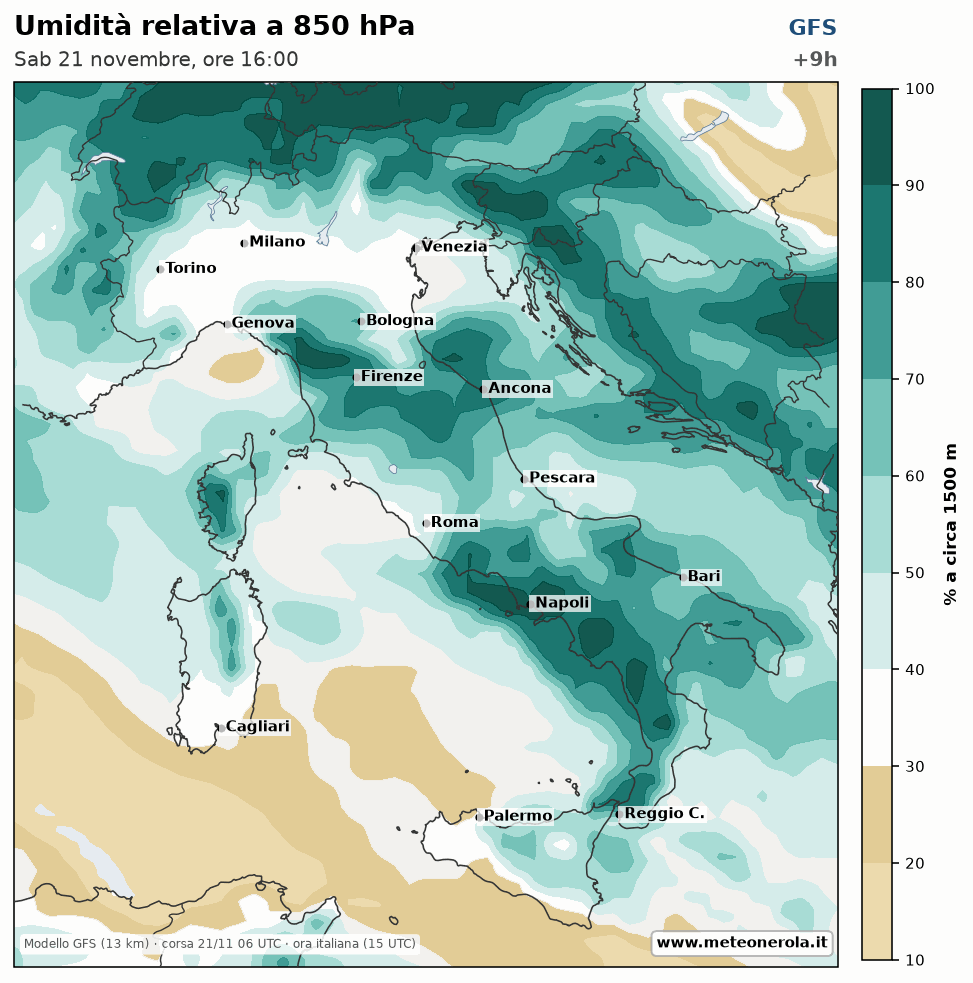 Umidità relativa a 850 hPa
GFS
Sab 21 novembre, ore 16:00
+9h
100
90
80
70
60
50
40
30
20
10
% a circa 1500 m
Milano
Venezia
Torino
Genova
Bologna
Firenze
Ancona
Pescara
Roma
Bari
Napoli
Cagliari
Palermo
Reggio C.
Modello GFS (13 km) · corsa 21/11 06 UTC · ora italiana (15 UTC)
www.meteonerola.it